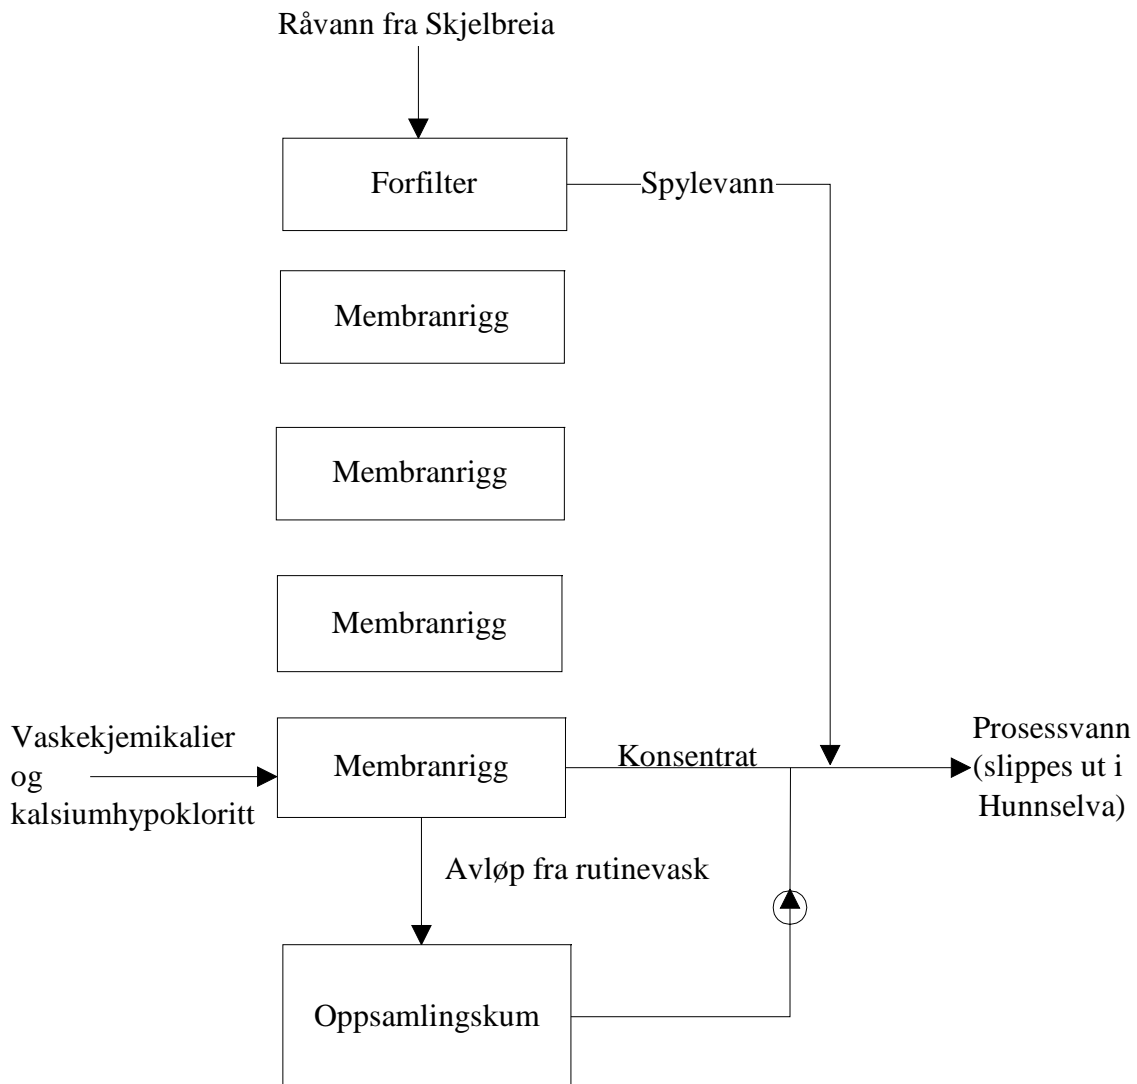 Råvann fra Skjelbreia
Forfilter
Spylevann
Membranrigg
Membranrigg
Membranrigg
Vaskekjemikalier
og
kalsiumhypokloritt
Membranrigg
Konsentrat
Prosessvann
(slippes ut i
Hunnselva)
Avløp fra rutinevask
Oppsamlingskum